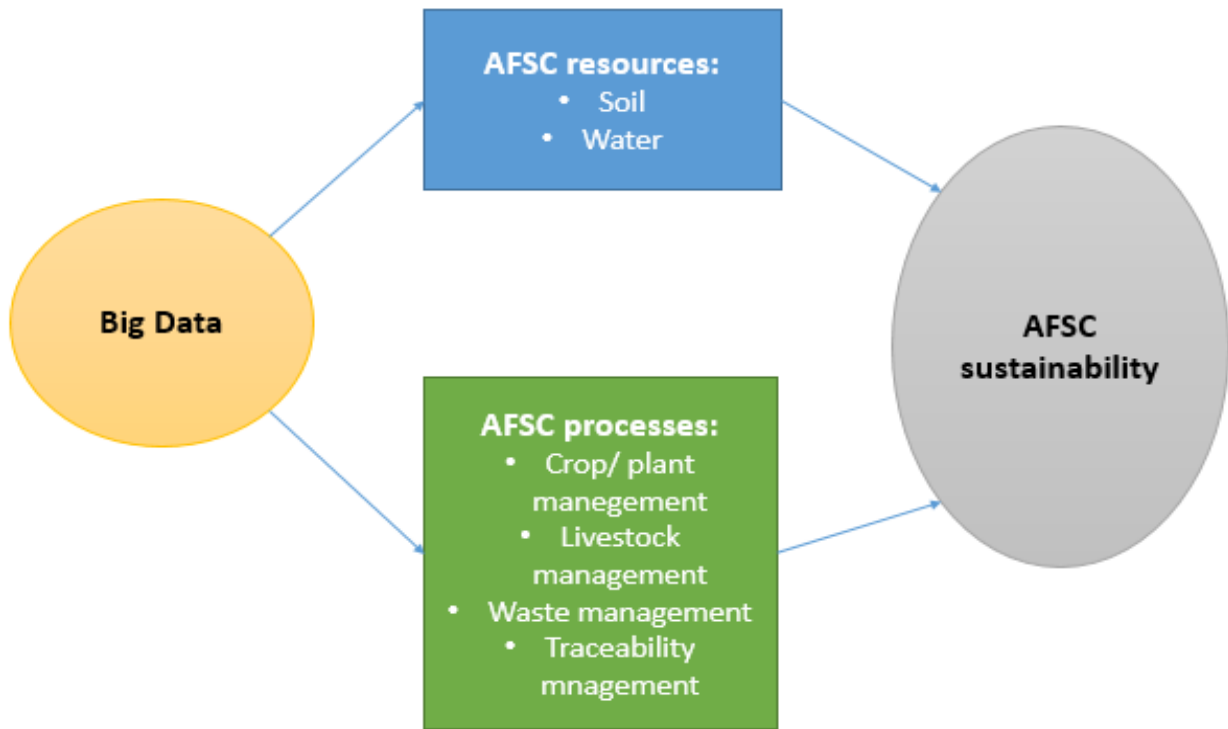 AFSC resources:
• Soil
• Water
Big Data
AFSC
sustainability
AFSC processes:
• Crop/ plant
manegement
• Livestock
management
• Waste management
• Traceability
mnagement